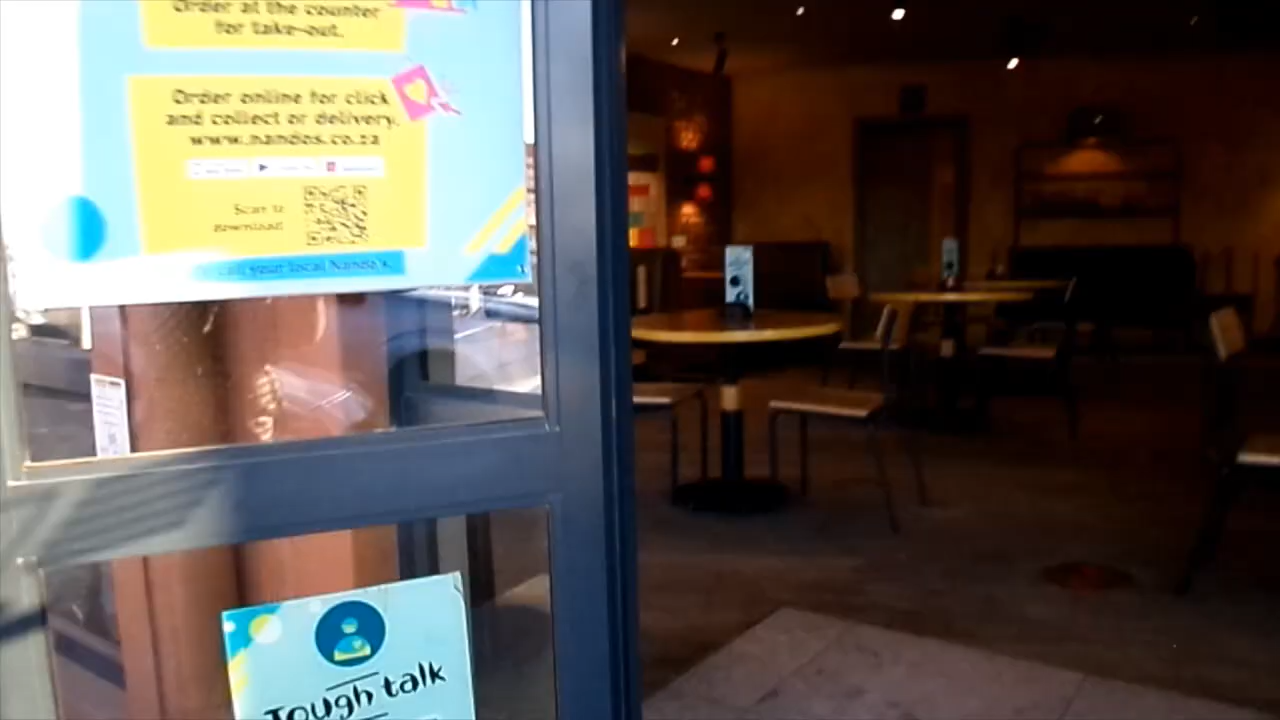 Order at the counter
for take-out.
Order online for click
and collect or delivery.
www.nandos.co.za
Scan to
download
Call your local Nando's.
Tough talk